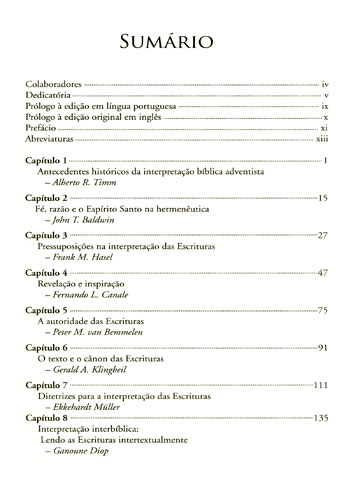 SUMÁRIO
Colaboradores iv
Dedicatória v
Prólogo à edição em língua portuguesa ix
Prólogo à edição original em inglês x
Prefácio xi
Abreviaturas xiii
Capítulo 1 1
Antecedentes históricos da interpretação bíblica adventista
– Alberto R. Timm
Capítulo 2 15
Fé, razão e o Espírito Santo na hermenêutica
– John T. Baldwin
Capítulo 3 27
Pressuposições na interpretação das Escrituras
– Frank M. Hasel
Capítulo 4 47
Revelação e inspiração
– Fernando L. Canale
Capítulo 5 75
A autoridade das Escrituras
– Peter M. van Bemmelen
Capítulo 6 91
O texto e o cânon das Escrituras
– Gerald A. Klingbeil
Capítulo 7 111
Diretrizes para a interpretação das Escrituras
– Ekkehardt Müller
Capítulo 8 135
Interpretação interbíblica:
Lendo as Escrituras intertextualmente
– Ganoune Diop